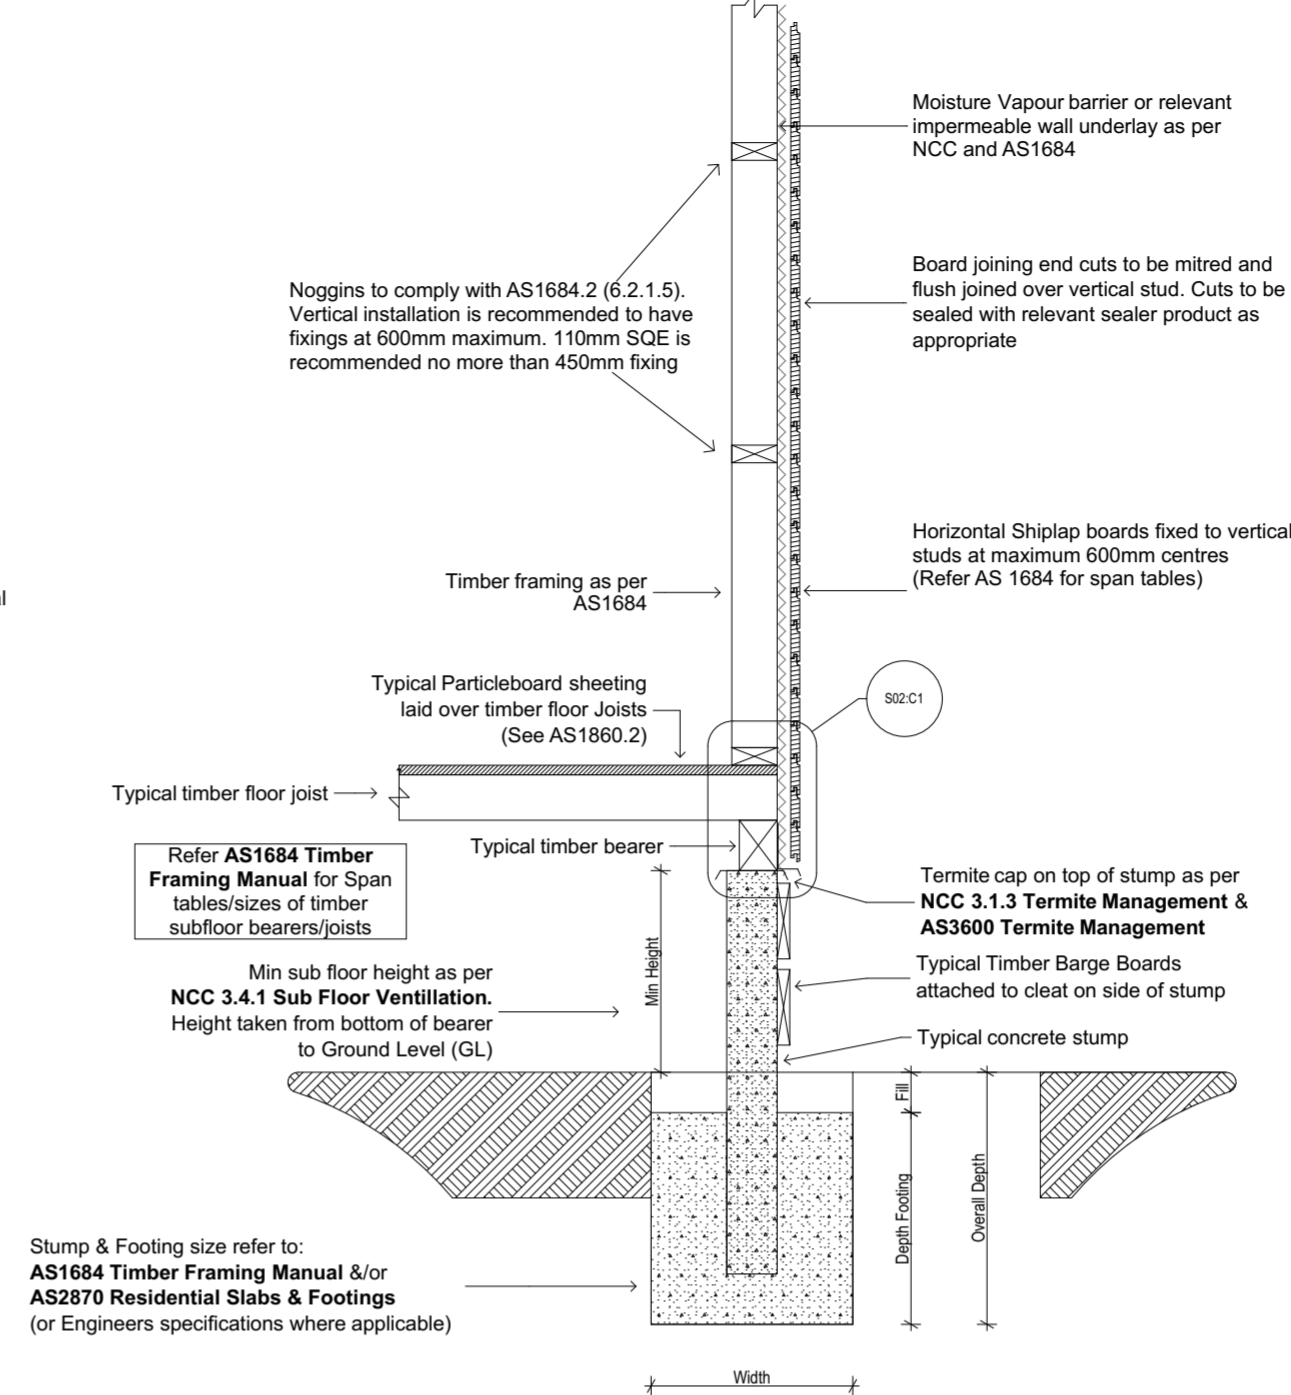 Moisture Vapour barrier or relevant
impermeable wall underlay as per
NCC and AS1684
Board joining end cuts to be mitred and
flush joined over vertical stud. Cuts to be
sealed with relevant sealer product as
appropriate
Noggins to comply with AS1684.2 (6.2.1.5).
Vertical installation is recommended to have
fixings at 600mm maximum. 110mm SQE is
recommended no more than 450mm fixing
Horizontal Shiplap boards fixed to vertical
studs at maximum 600mm centres
(Refer AS 1684 for span tables)
Timber framing as per
AS1684
Typical Particleboard sheeting
laid over timber floor Joists
(See AS1860.2)
S02:C1
Typical timber floor joist
Typical timber bearer
Refer AS1684 Timber
Framing Manual for Span
tables/sizes of timber
subfloor bearers/joists
Termite cap on top of stump as per
NCC 3.1.3 Termite Management &
AS3600 Termite Management
Min sub floor height as per
NCC 3.4.1 Sub Floor Ventillation.
Height taken from bottom of bearer
to Ground Level (GL)
Min Height
Typical Timber Barge Boards
attached to cleat on side of stump
Typical concrete stump
Fill
Depth Footing
Overall Depth
Stump & Footing size refer to:
AS1684 Timber Framing Manual &/or
AS2870 Residential Slabs & Footings
(or Engineers specifications where applicable)
Width